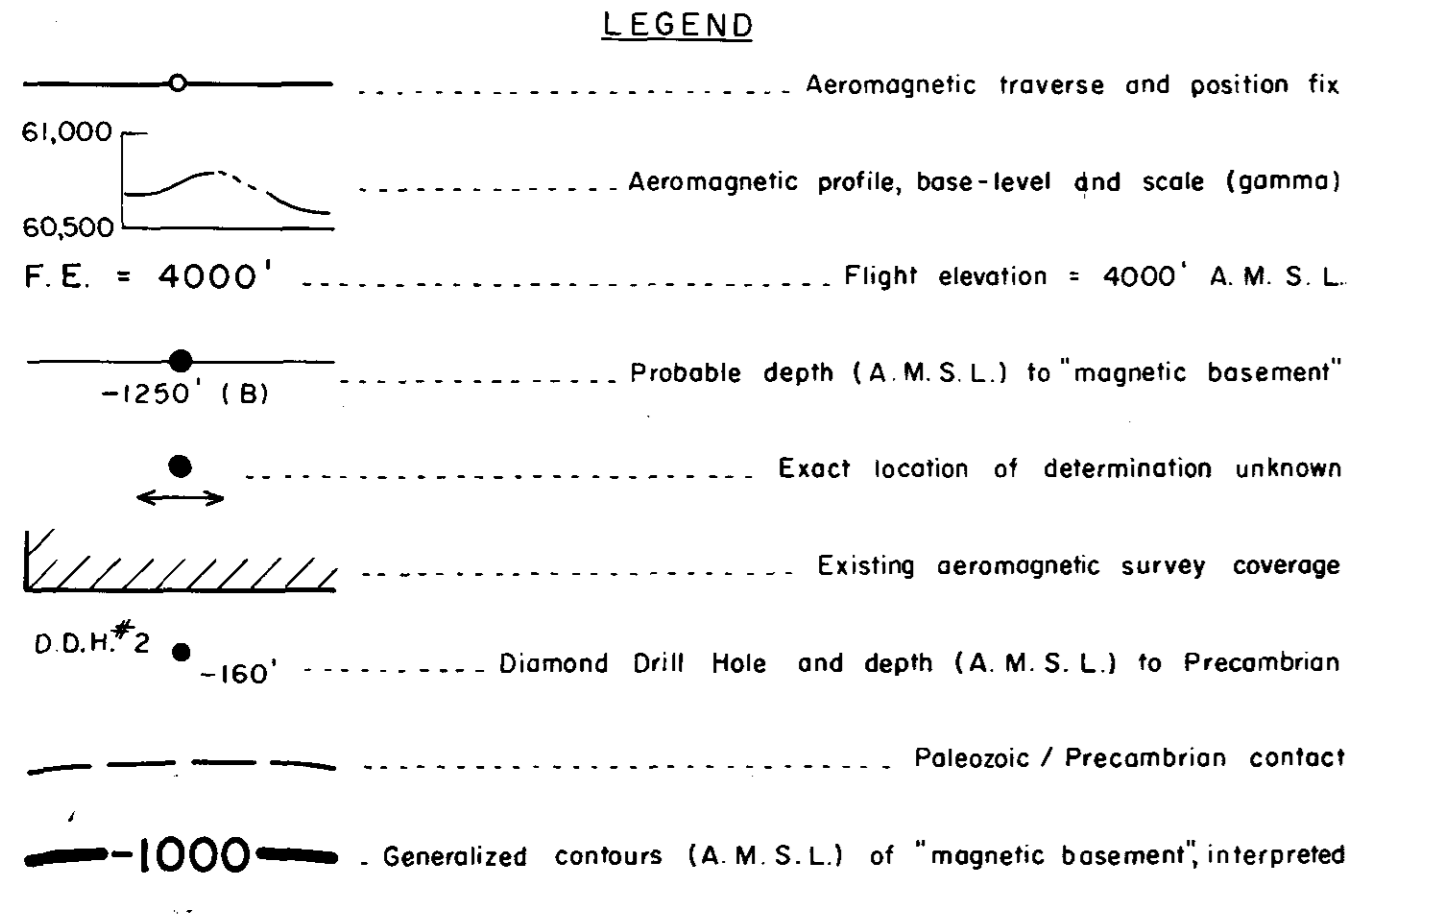 LEGEND
Aeromagnetic traverse and position fix
61,000
Aeromagnetic profile, base-level and scale (gamma)
60,500
F.E. = 4000' Flight elevation = 4000' A.M.S.L.
Probable depth (A.M.S.L.) to "magnetic basement"
-1250' (B)
Exact location of determination unknown
Existing aeromagnetic survey coverage
D.D.H.#2
-160' Diamond Drill Hole and depth (A.M.S.L.) to Precambrian
Paleozoic / Precambrian contact
-1000 Generalized contours (A.M.S.L.) of "magnetic basement", interpreted